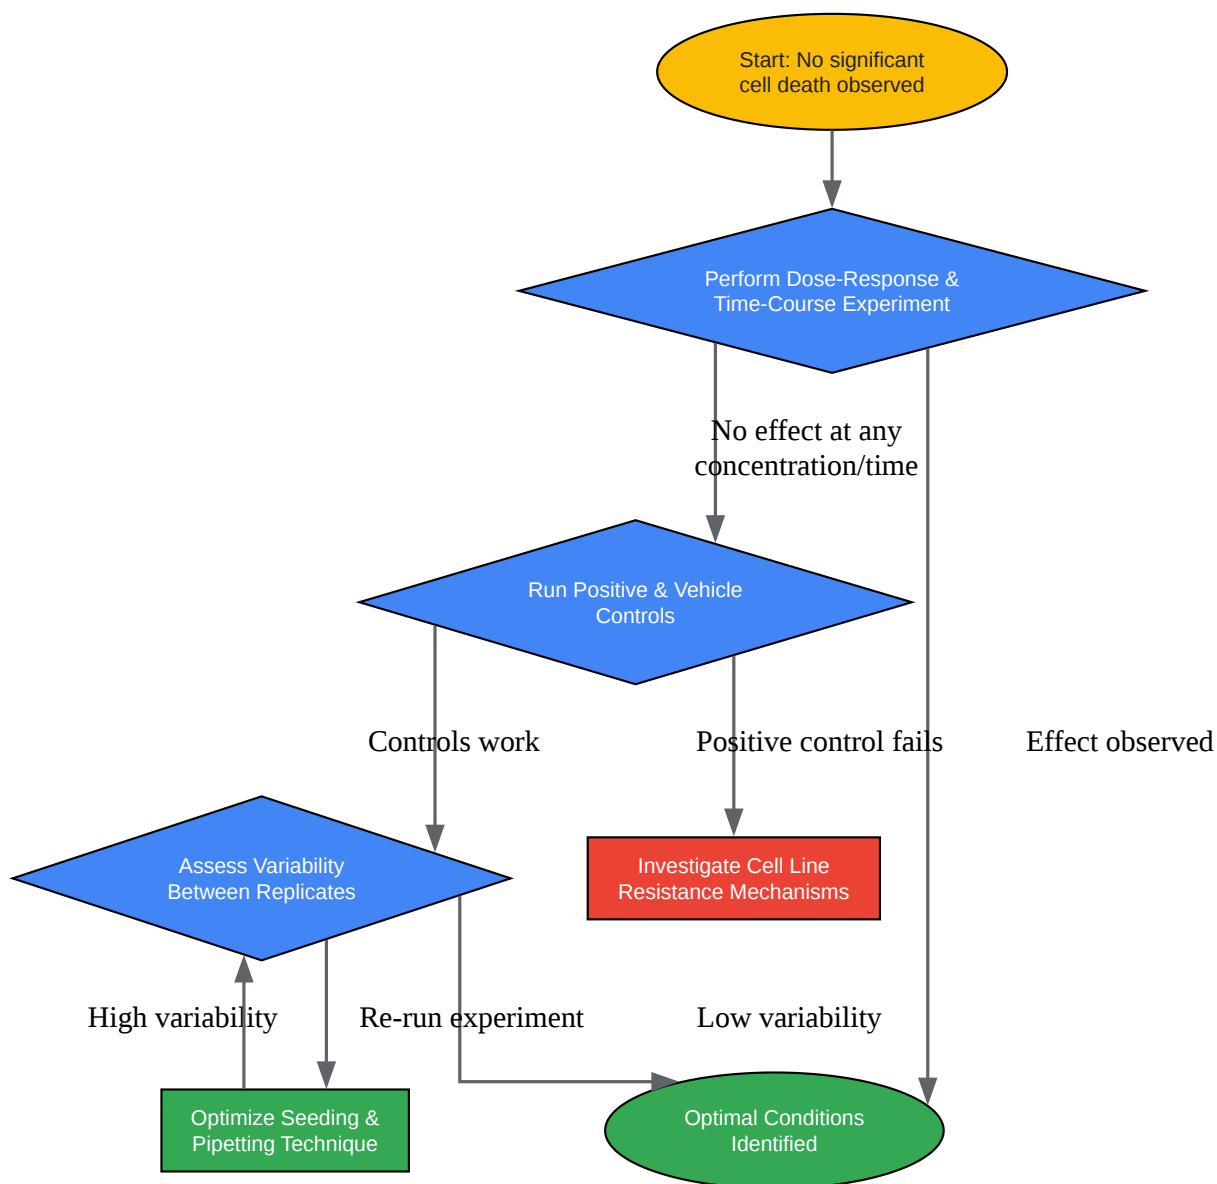 Start: No significant
cell death observed
Perform Dose-Response &
Time-Course Experiment
No effect at any
concentration/time
Run Positive & Vehicle
Controls
Controls work
Positive control fails
Effect observed
Assess Variability
Between Replicates
Investigate Cell Line
Resistance Mechanisms
High variability
Re-run experiment
Low variability
Optimize Seeding &
Pipetting Technique
Optimal Conditions
Identified